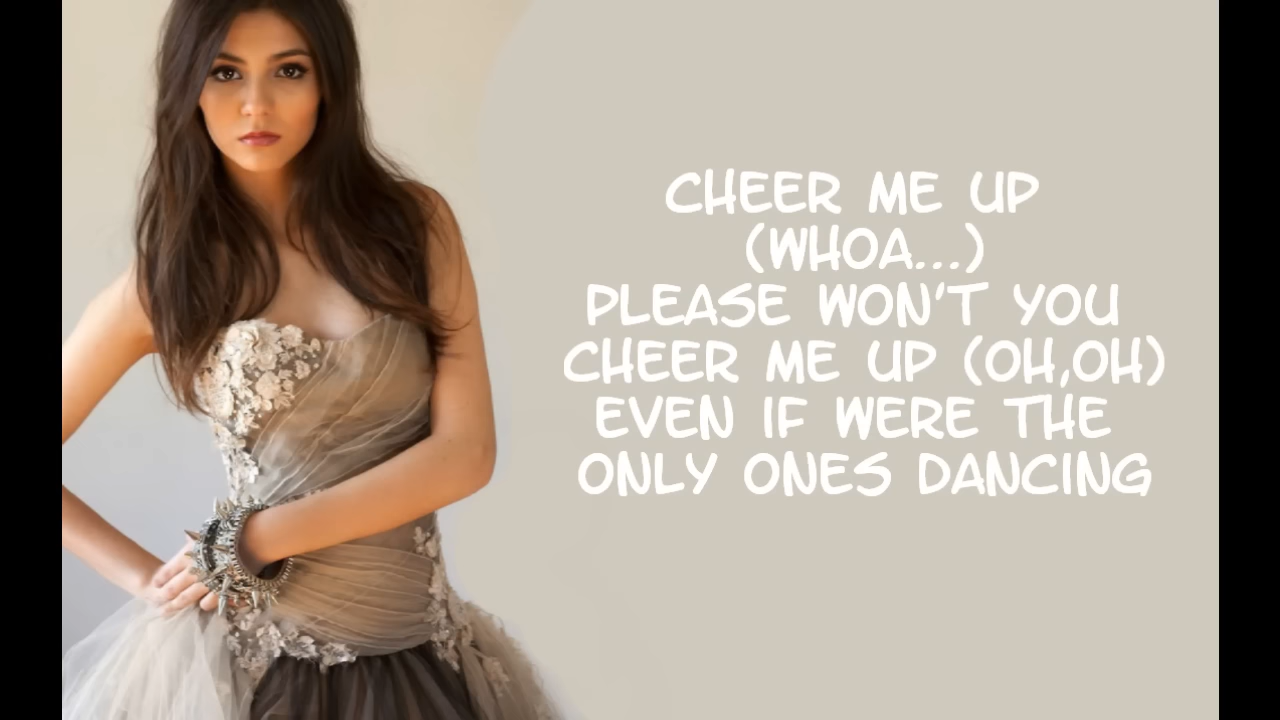 CHEER ME UP
(WHOA...)
PLEASE WON'T YOU
CHEER ME UP (OH,OH)
EVEN IF WERE THE
ONLY ONES DANCING